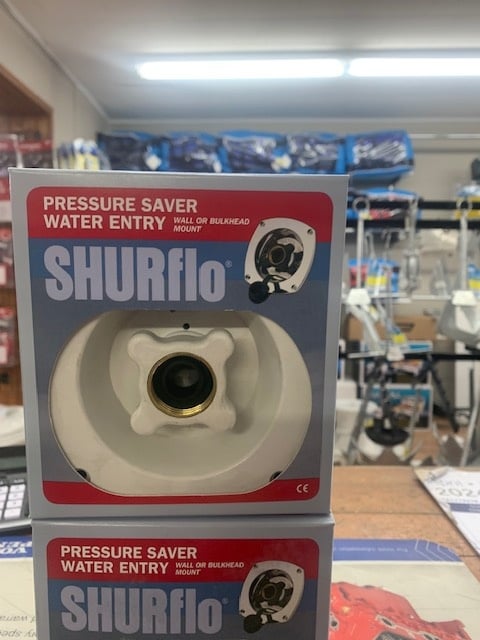 PRESSURE SAVER
WATER ENTRY WALL OR BULKHEAD
MOUNT
SHURflo®
CE
PRESSURE SAVER
WATER ENTRY WALL OR BULKHEAD
MOUNT
SHURflo®